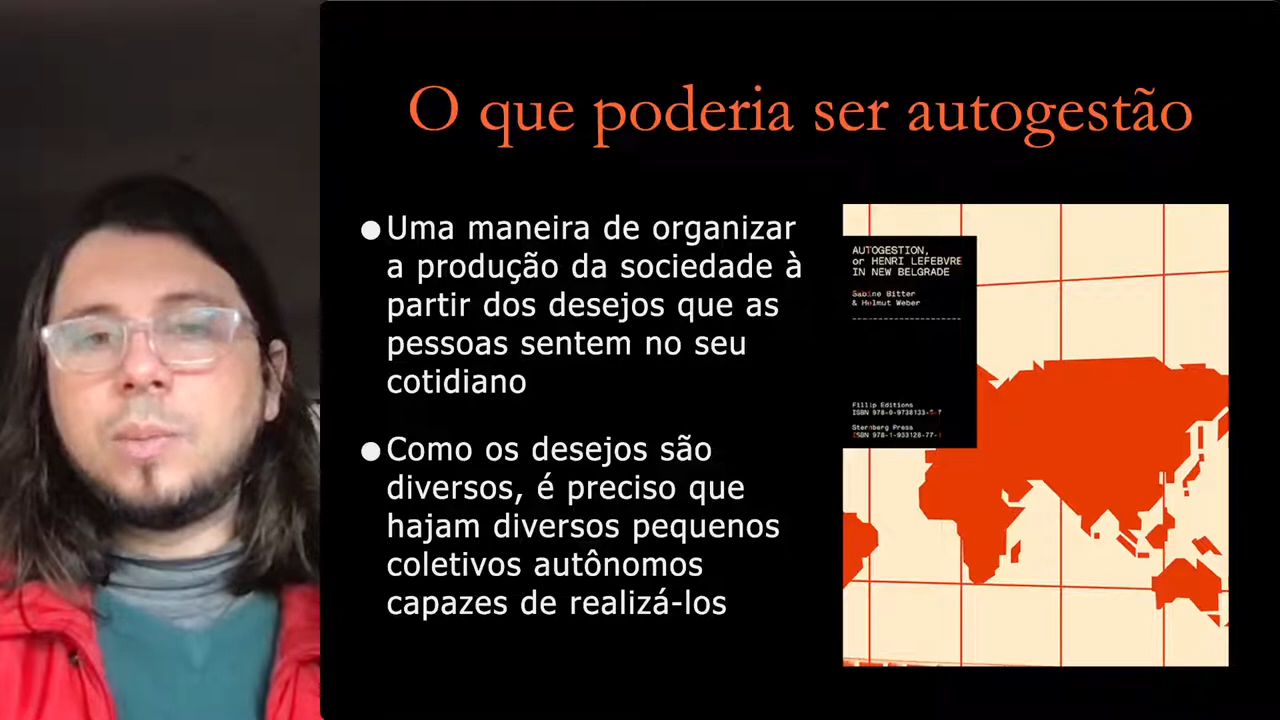 O que poderia ser autogestão
●Uma maneira de organizar
a produção da sociedade à
partir dos desejos que as
pessoas sentem no seu
cotidiano
●Como os desejos são
diversos, é preciso que
hajam diversos pequenos
coletivos autônomos
capazes de realizá-los
AUTOGESTION,
or HENRI LEFEBVRE
IN NEW BELGRADE
Sabine Bitter
& Helmut Weber
Fillip Editions
ISBN
Sternberg Press
ISBN